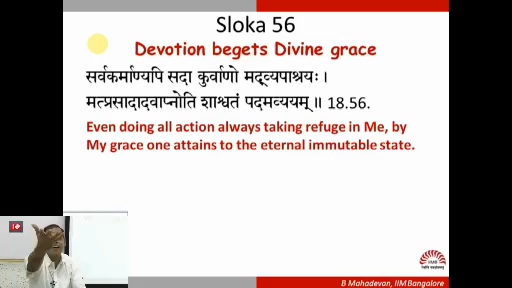 Sloka 56
Devotion begets Divine grace
सर्वकर्माण्यपि सदा कुर्वाणो मद्व्यपाश्रयः ।
मत्प्रसादादवाप्नोति शाश्वतं पदमव्ययम् ॥ 18.56.
Even doing all action always taking refuge in Me, by
My grace one attains to the eternal immutable state.
B Mahadevan, IIM Bangalore